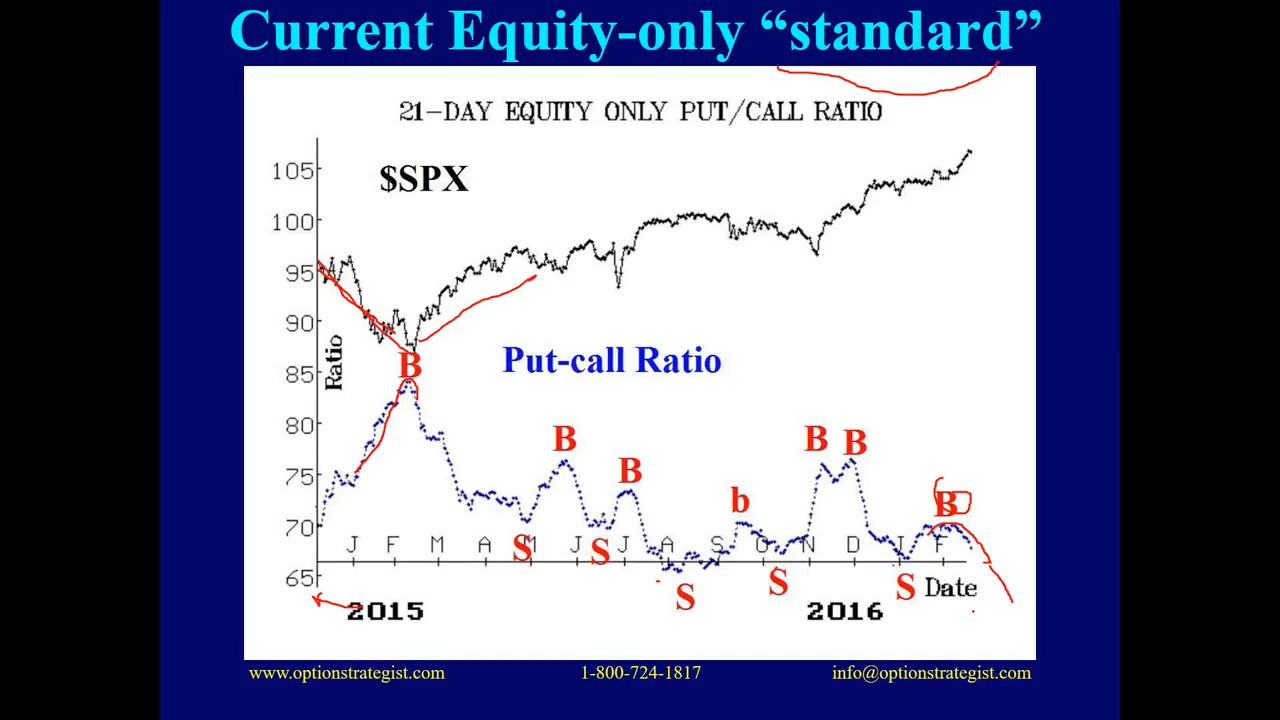 Current Equity-only “standard”
21-DAY EQUITY ONLY PUT/CALL RATIO
105
$SPX
100
95
90
Ratio
B
Put-call Ratio
85
80
B B B
B
75
b
B
70
J F M A M J J A S O N D J F
S S
65
S S S Date
2015 2016
www.optionstrategist.com 1-800-724-1817 info@optionstrategist.com